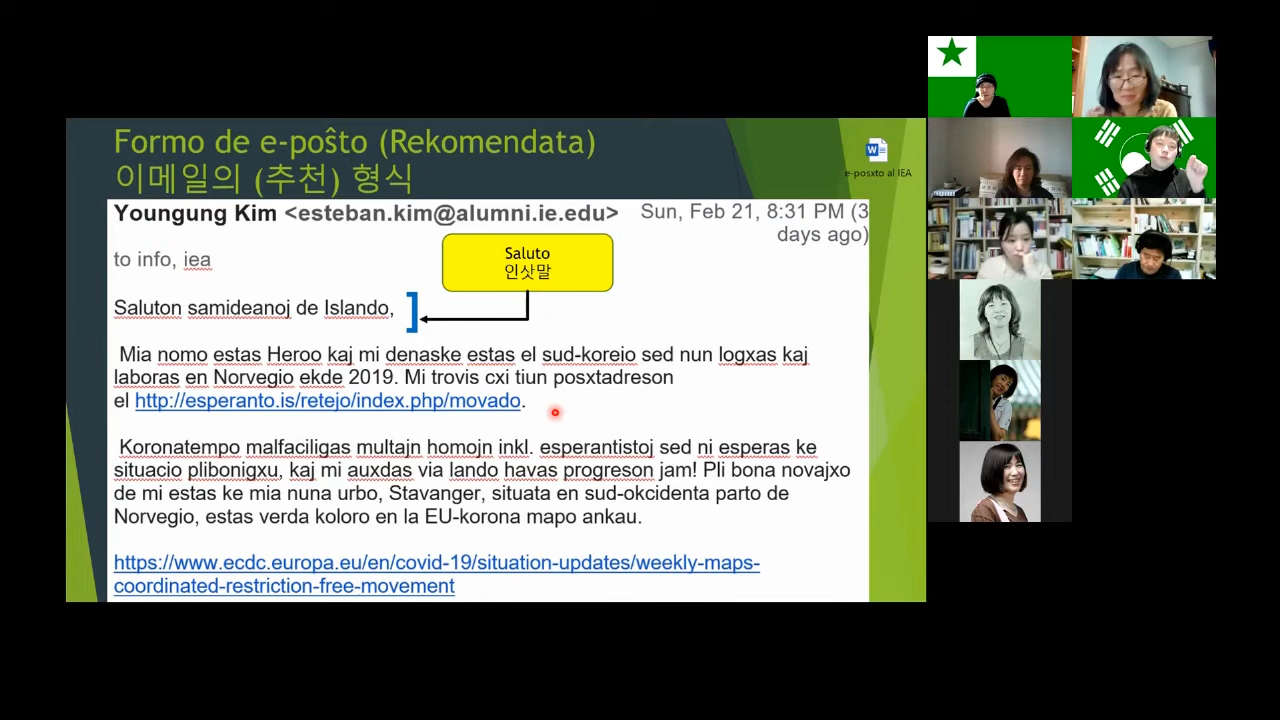 Formo de e-poŝto (Rekomendata)
이메일의 (추천) 형식
e-posxto al IEA
Youngung Kim <esteban.kim@alumni.ie.edu>
Sun, Feb 21, 8:31 PM (3
days ago)
to info, iea
Saluto
인삿말
Saluton samideanoj de Islando,
Mia nomo estas Heroo kaj mi denaske estas el sud-koreio sed nun logxas kaj
laboras en Norvegio ekde 2019. Mi trovis cxi tiun posxtadreson
el http://esperanto.is/retejo/index.php/movado.
Koronatempo malfaciligas multajn homojn inkl. esperantistoj sed ni esperas ke
situacio plibonigxu, kaj mi auxdas via lando havas progreson jam! Pli bona novajxo
de mi estas ke mia nuna urbo, Stavanger, situata en sud-okcidenta parto de
Norvegio, estas verda koloro en la EU-korona mapo ankau.
https://www.ecdc.europa.eu/en/covid-19/situation-updates/weekly-maps-
coordinated-restriction-free-movement